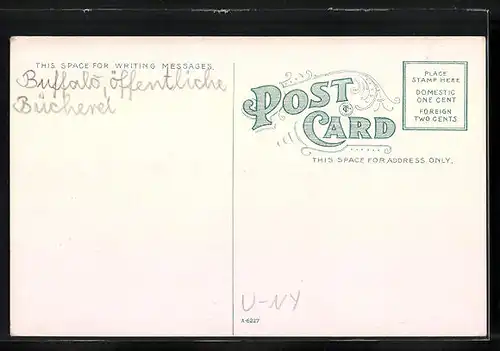 THIS SPACE FOR WRITING MESSAGES.
Buffalo, öffentliche
Bücherei
POST CARD
THIS SPACE FOR ADDRESS ONLY.
PLACE
STAMP HERE
DOMESTIC
ONE CENT
FOREIGN
TWO CENTS
U-NY
A-6227